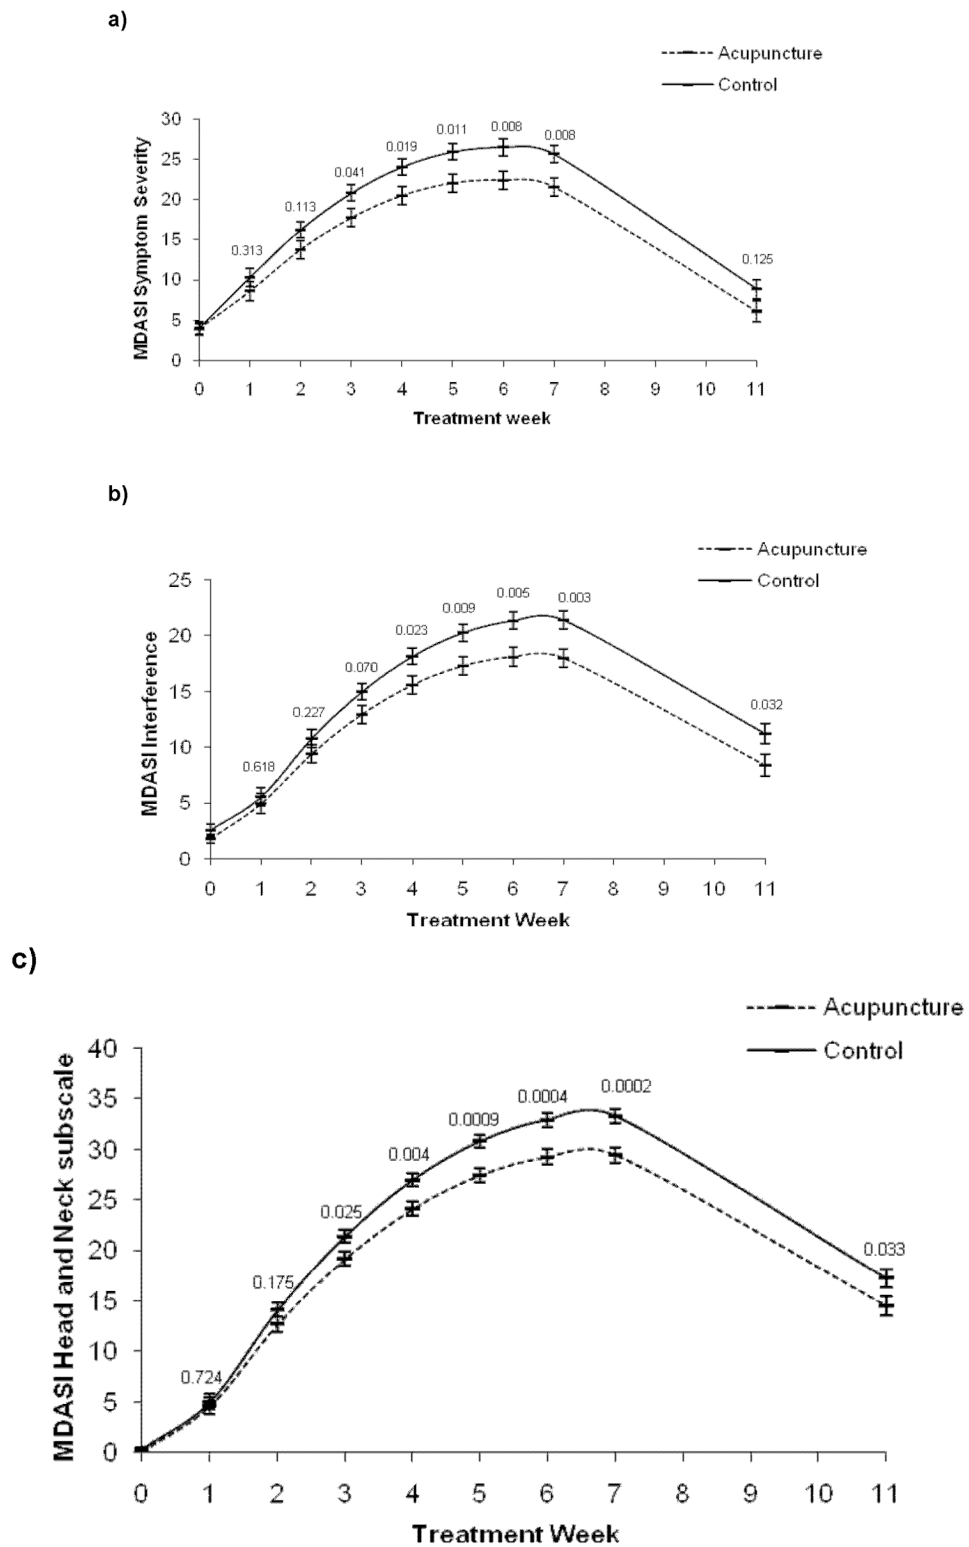 a)
Acupuncture
Control
MDASI Symptom Severity
30
25
20
15
10
5
0
0.313
0.113
0.041
0.019
0.011
0.008
0.008
0.125
0 1 2 3 4 5 6 7 8 9 10 11
Treatment week
b)
Acupuncture
Control
MDASI Interference
25
20
15
10
5
0
0.618
0.227
0.070
0.023
0.009
0.005
0.003
0.032
0 1 2 3 4 5 6 7 8 9 10 11
Treatment Week
c)
Acupuncture
Control
MDASI Head and Neck subscale
40
35
30
25
20
15
10
5
0
0.724
0.175
0.025
0.004
0.0009
0.0004
0.0002
0.033
0 1 2 3 4 5 6 7 8 9 10 11
Treatment Week